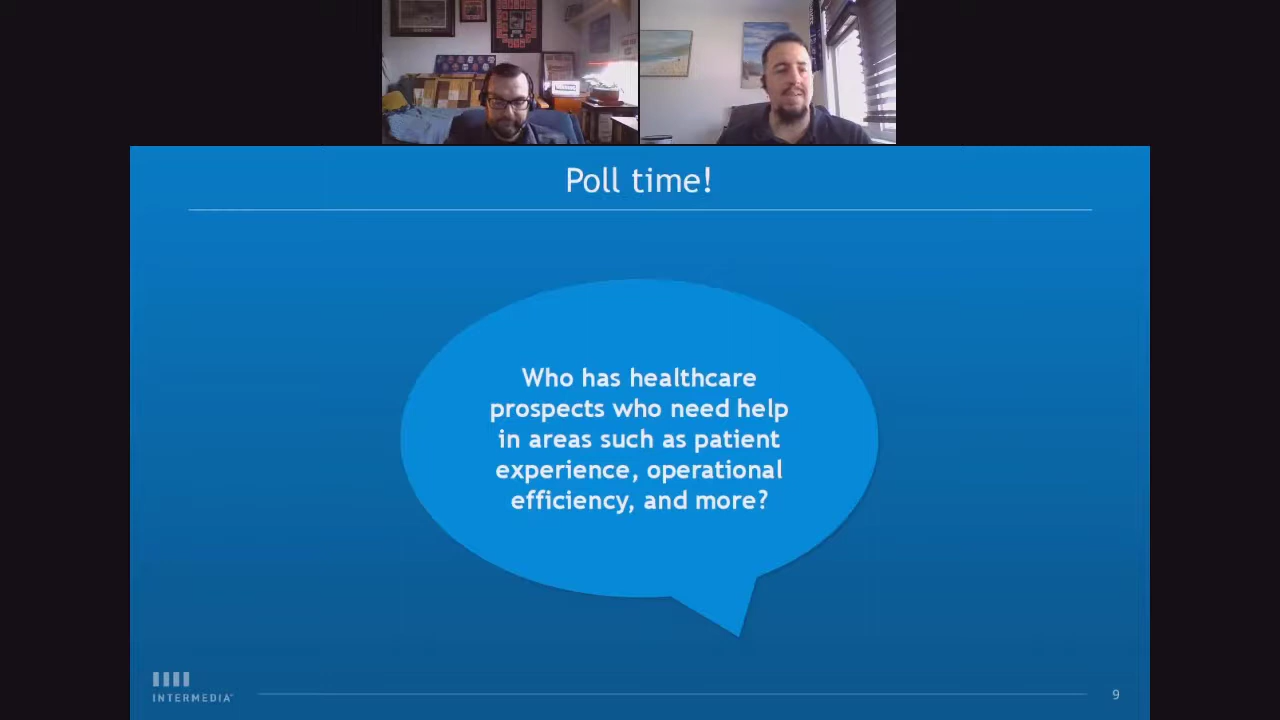 Poll time!
Who has healthcare
prospects who need help
in areas such as patient
experience, operational
efficiency, and more?
INTERMEDIA
9